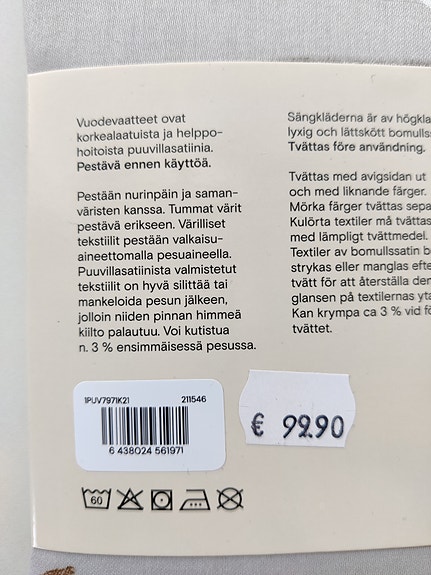 Vuodevaatteet ovat
korkealaatuista ja helppo-
hoitoista puuvillasatiinia.
Pestävä ennen käyttöä.
Pestään nurinpäin ja saman-
väristen kanssa. Tummat värit
pestävä erikseen. Värilliset
tekstiilit pestään valkaisu-
aineettomalla pesuaineella.
Puuvillasatiinista valmistetut
tekstiilit on hyvä silittää tai
mankeloida pesun jälkeen,
jolloin niiden pinnan himmeä
kiilto palautuu. Voi kutistua
n. 3 % ensimmäisessä pesussa.
Sängkläderna är av högkla
lyxig och lättskött bomulls
Tvättas före användning.
Tvättas med avigsidan ut
och med liknande färger.
Mörka färger tvättas sepa
Kulörta textiler må tvättas
med lämpligt tvättmedel.
Textiler av bomullssatin b
strykas eller manglas efte
tvätt för att återställa den
glansen på textilernas yta
Kan krympa ca 3 % vid fö
tvättet.
1PUV7971K21 211546
6 438024 561971
€ 99.90
60